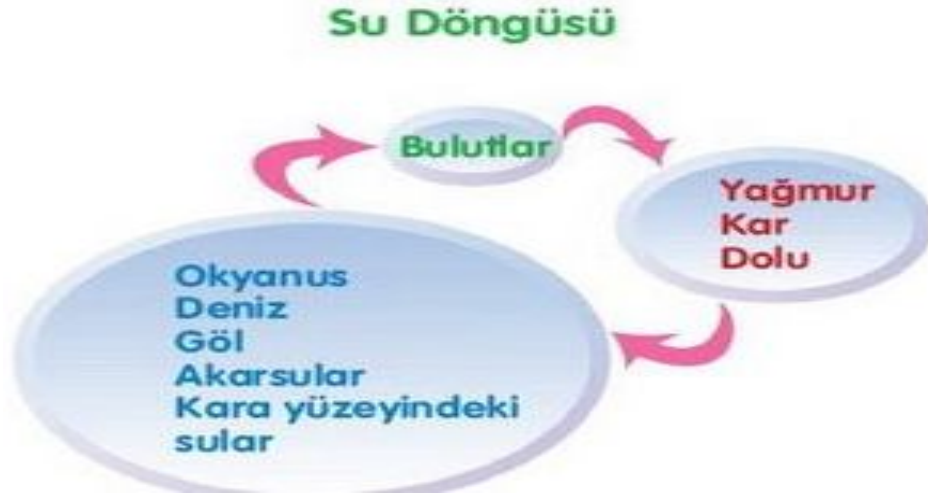 Su Döngüsü
Bulutlar
Yağmur
Kar
Dolu
Okyanus
Deniz
Göl
Akarsular
Kara yüzeyindeki
sular